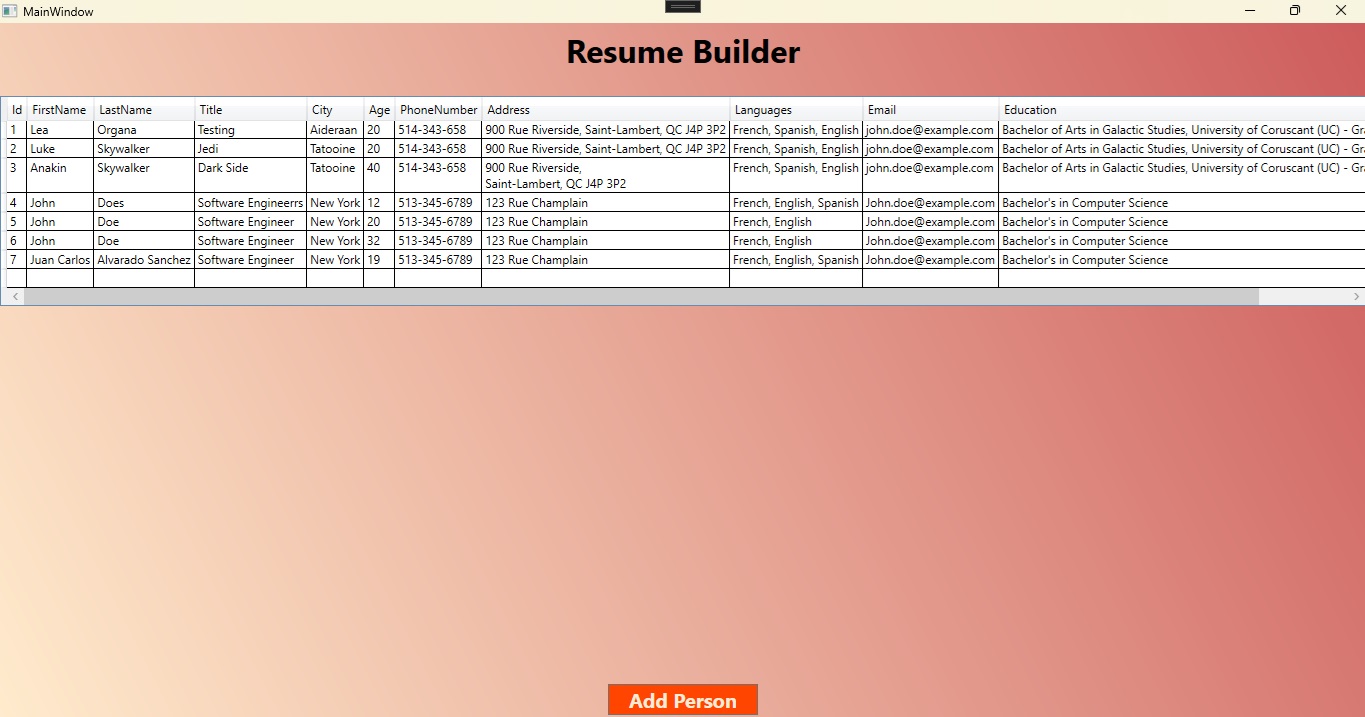 MainWindow
Resume Builder
Id FirstName LastName Title City Age PhoneNumber Address Languages Email Education
1 Lea Organa Testing Aideraan 20 514-343-658 900 Rue Riverside, Saint-Lambert, QC J4P 3P2 French, Spanish, English john.doe@example.com Bachelor of Arts in Galactic Studies, University of Coruscant (UC) - Gr
2 Luke Skywalker Jedi Tatooine 20 514-343-658 900 Rue Riverside, Saint-Lambert, QC J4P 3P2 French, Spanish, English john.doe@example.com Bachelor of Arts in Galactic Studies, University of Coruscant (UC) - Gr
3 Anakin Skywalker Dark Side Tatooine 40 514-343-658 900 Rue Riverside, French, Spanish, English john.doe@example.com Bachelor of Arts in Galactic Studies, University of Coruscant (UC) - Gr
Saint-Lambert, QC J4P 3P2
4 John Does Software Engineerrs New York 12 513-345-6789 123 Rue Champlain French, English, Spanish John.doe@example.com Bachelor's in Computer Science
5 John Doe Software Engineer New York 20 513-345-6789 123 Rue Champlain French, English John.doe@example.com Bachelor's in Computer Science
6 John Doe Software Engineer New York 32 513-345-6789 123 Rue Champlain French, English John.doe@example.com Bachelor's in Computer Science
7 Juan Carlos Alvarado Sanchez Software Engineer New York 19 513-345-6789 123 Rue Champlain French, English, Spanish John.doe@example.com Bachelor's in Computer Science
Add Person